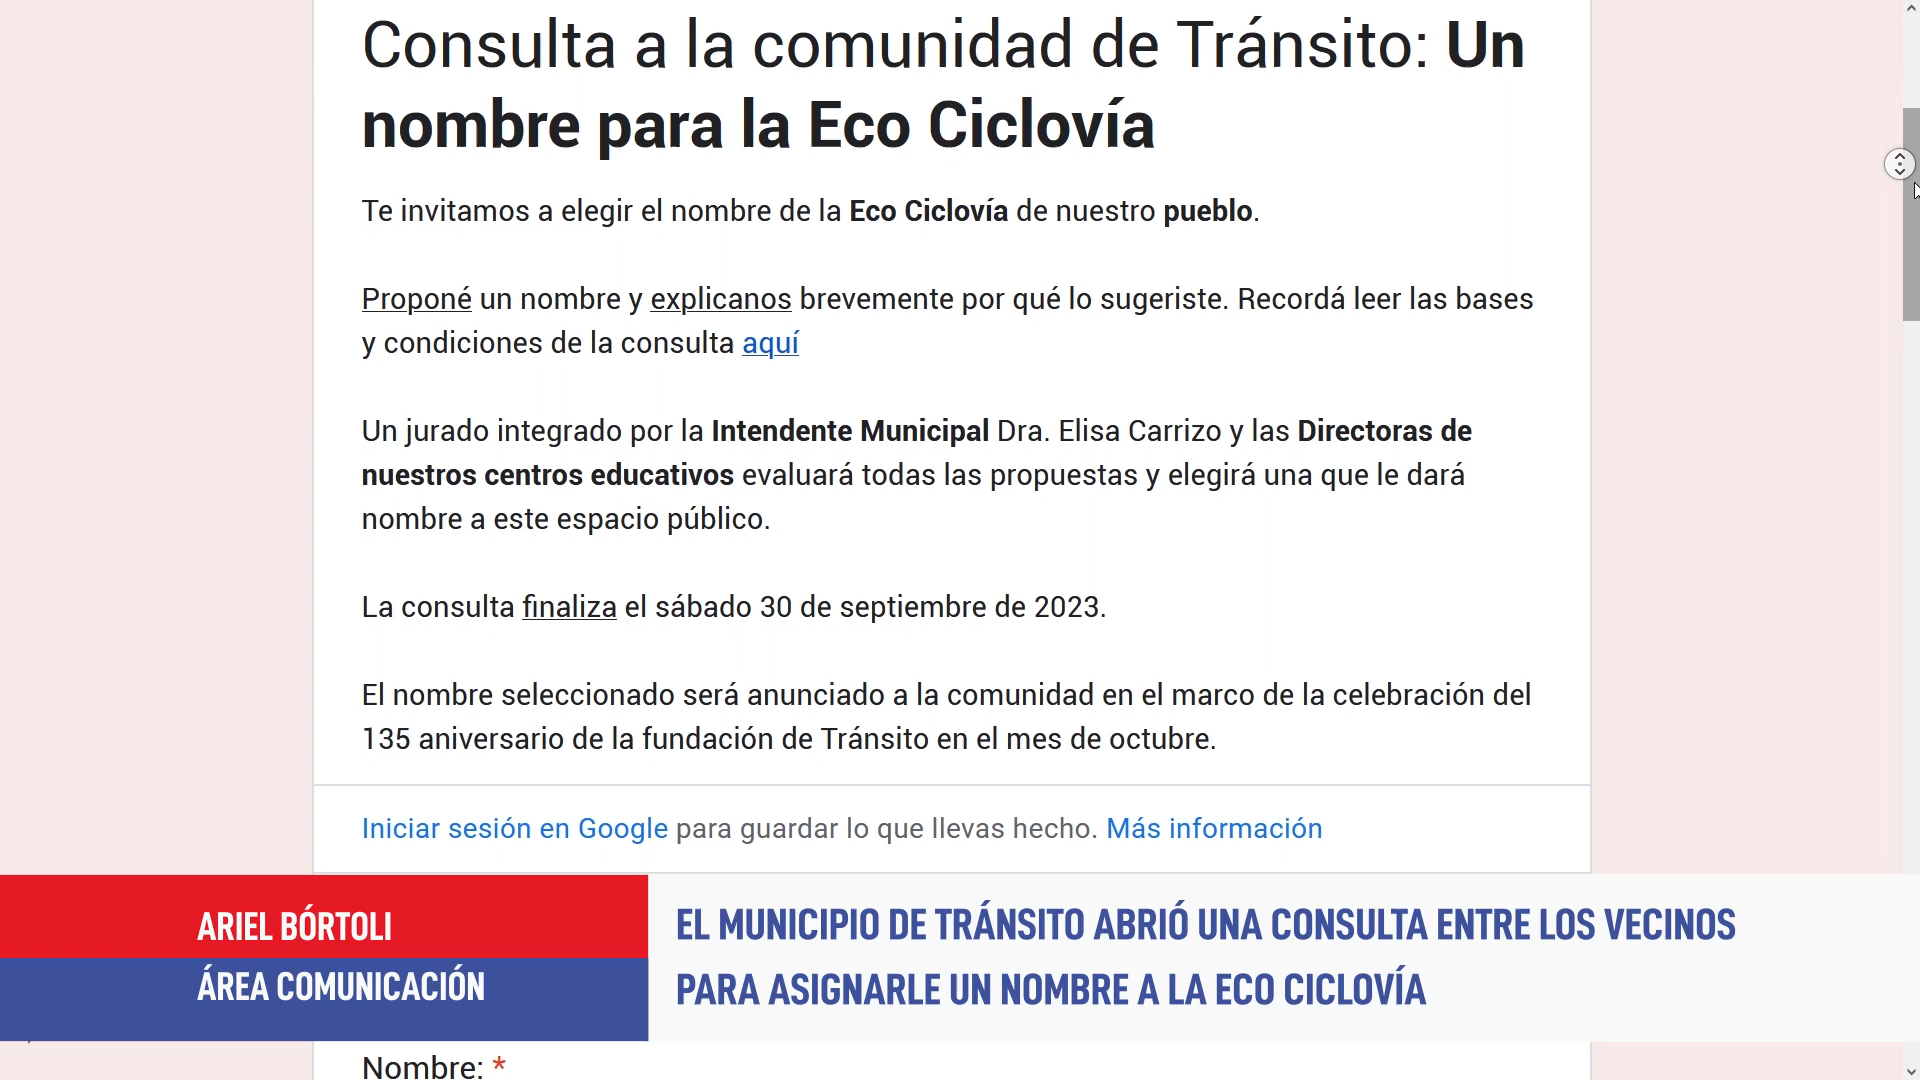 Consulta a la comunidad de Tránsito: Un
nombre para la Eco Ciclovía
Te invitamos a elegir el nombre de la Eco Ciclovía de nuestro pueblo.
Proponé un nombre y explicanos brevemente por qué lo sugeriste. Recordá leer las bases
y condiciones de la consulta aquí
Un jurado integrado por la Intendente Municipal Dra. Elisa Carrizo y las Directoras de
nuestros centros educativos evaluará todas las propuestas y elegirá una que le dará
nombre a este espacio público.
La consulta finaliza el sábado 30 de septiembre de 2023.
El nombre seleccionado será anunciado a la comunidad en el marco de la celebración del
135 aniversario de la fundación de Tránsito en el mes de octubre.
Iniciar sesión en Google para guardar lo que llevas hecho. Más información
ARIEL BÓRTOLI
ÁREA COMUNICACIÓN
EL MUNICIPIO DE TRÁNSITO ABRIÓ UNA CONSULTA ENTRE LOS VECINOS
PARA ASIGNARLE UN NOMBRE A LA ECO CICLOVÍA
Nombre: *